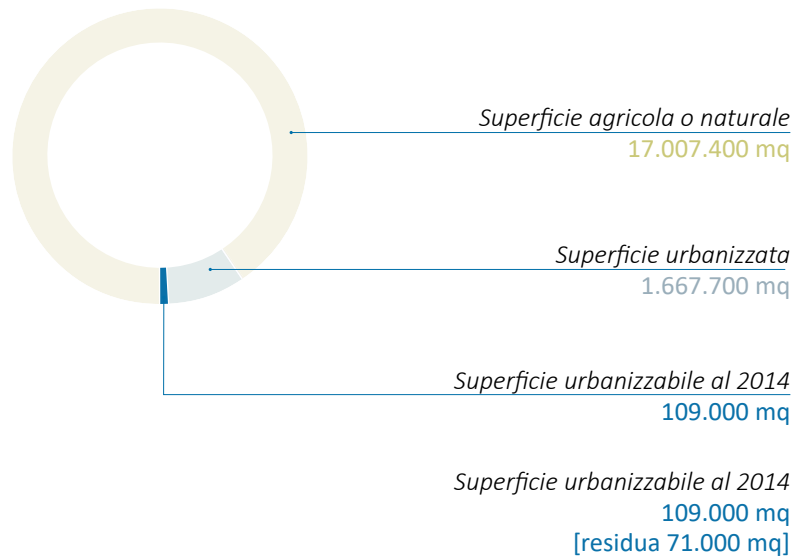 Superficie agricola o naturale
17.007.400 mq
Superficie urbanizzata
1.667.700 mq
Superficie urbanizzabile al 2014
109.000 mq
Superficie urbanizzabile al 2014
109.000 mq
[residua 71.000 mq]